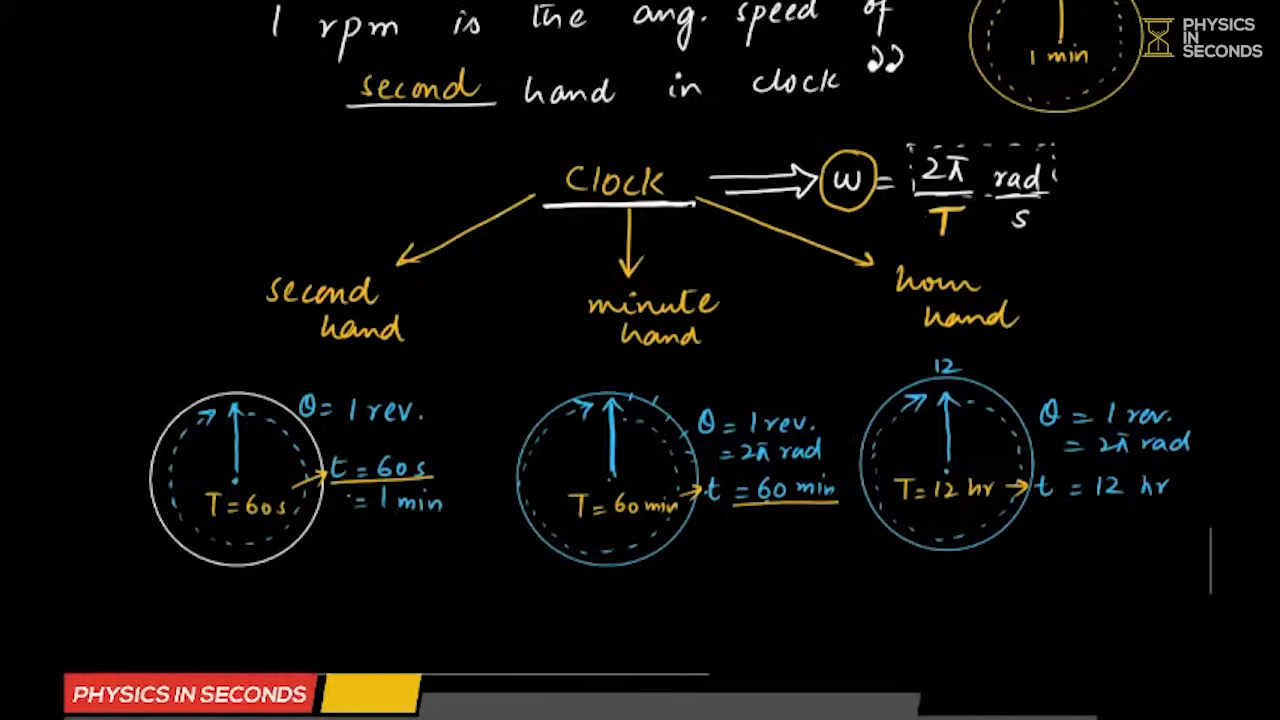 1 rpm is the ang. speed of
second hand in clock ”
1 min
PHYSICS
IN
SECONDS
Clock ⇒ ω = 2π/T rad/s
second
hand
minute
hand
hour
hand
θ = 1 rev.
t = 60 s
= 1 min
T = 60 s
θ = 1 rev.
= 2π rad
t = 60 min
T = 60 min
12
θ = 1 rev.
= 2π rad
t = 12 hr
T = 12 hr
PHYSICS IN SECONDS